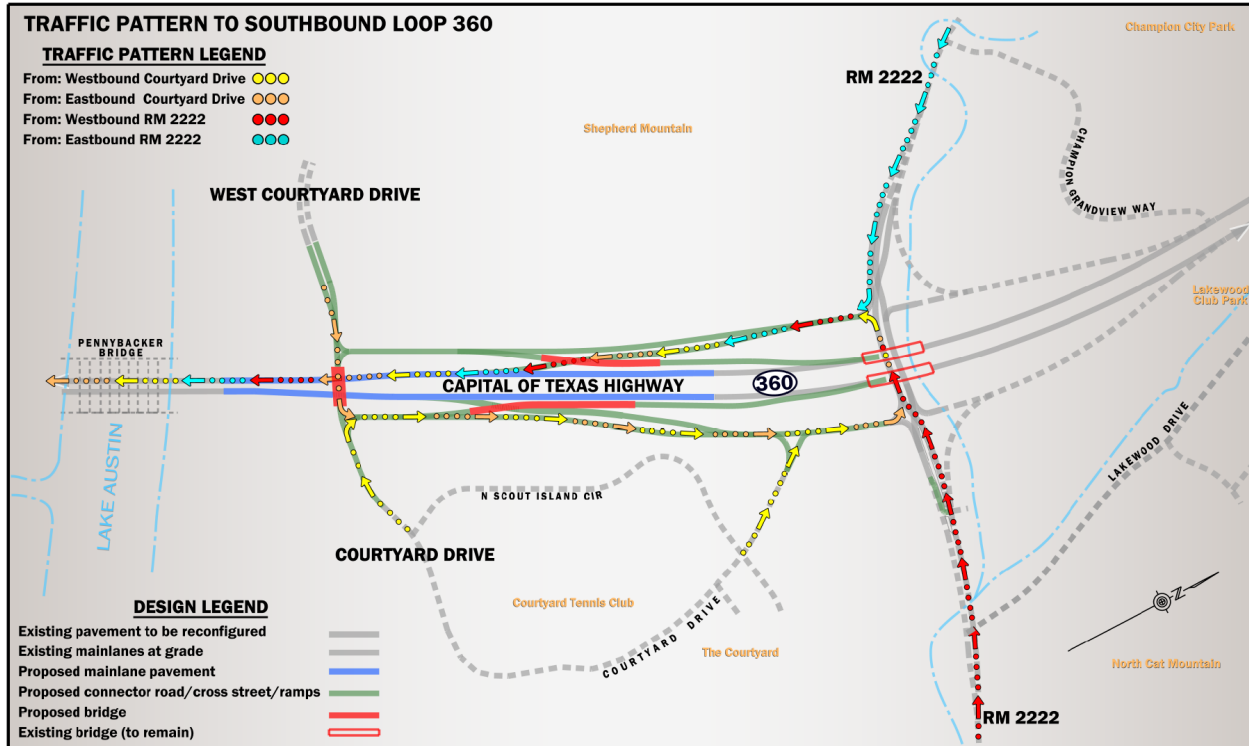 TRAFFIC PATTERN TO SOUTHBOUND LOOP 360
TRAFFIC PATTERN LEGEND
From: Westbound Courtyard Drive
From: Eastbound Courtyard Drive
From: Westbound RM 2222
From: Eastbound RM 2222
Champion City Park
RM 2222
Shepherd Mountain
CHAMPION GRANDVIEW WAY
WEST COURTYARD DRIVE
Lakewood
Club Park
PENNYBACKER
BRIDGE
CAPITAL OF TEXAS HIGHWAY
360
LAKE AUSTIN
LAKEWOOD DRIVE
N SCOUT ISLAND CIR
COURTYARD DRIVE
Courtyard Tennis Club
COURTYARD DRIVE
The Courtyard
N
North Cat Mountain
RM 2222
DESIGN LEGEND
Existing pavement to be reconfigured
Existing mainlanes at grade
Proposed mainlane pavement
Proposed connector road/cross street/ramps
Proposed bridge
Existing bridge (to remain)